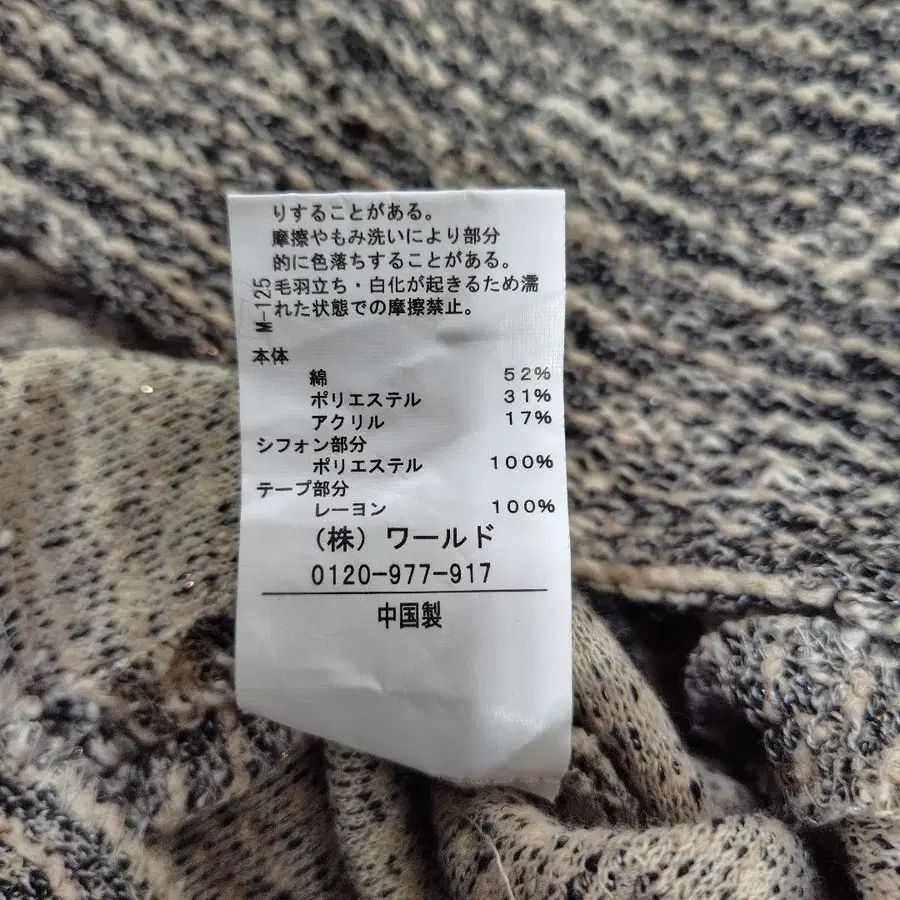 りすることがある。
摩擦やもみ洗いにより部分
的に色落ちすることがある。
毛羽立ち・白化が起きるため濡
れた状態での摩擦禁止。
M-125
本体
綿 52%
ポリエステル 31%
アクリル 17%
シフォン部分
ポリエステル 100%
テープ部分
レーヨン 100%
(株)ワールド
0120-977-917
中国製